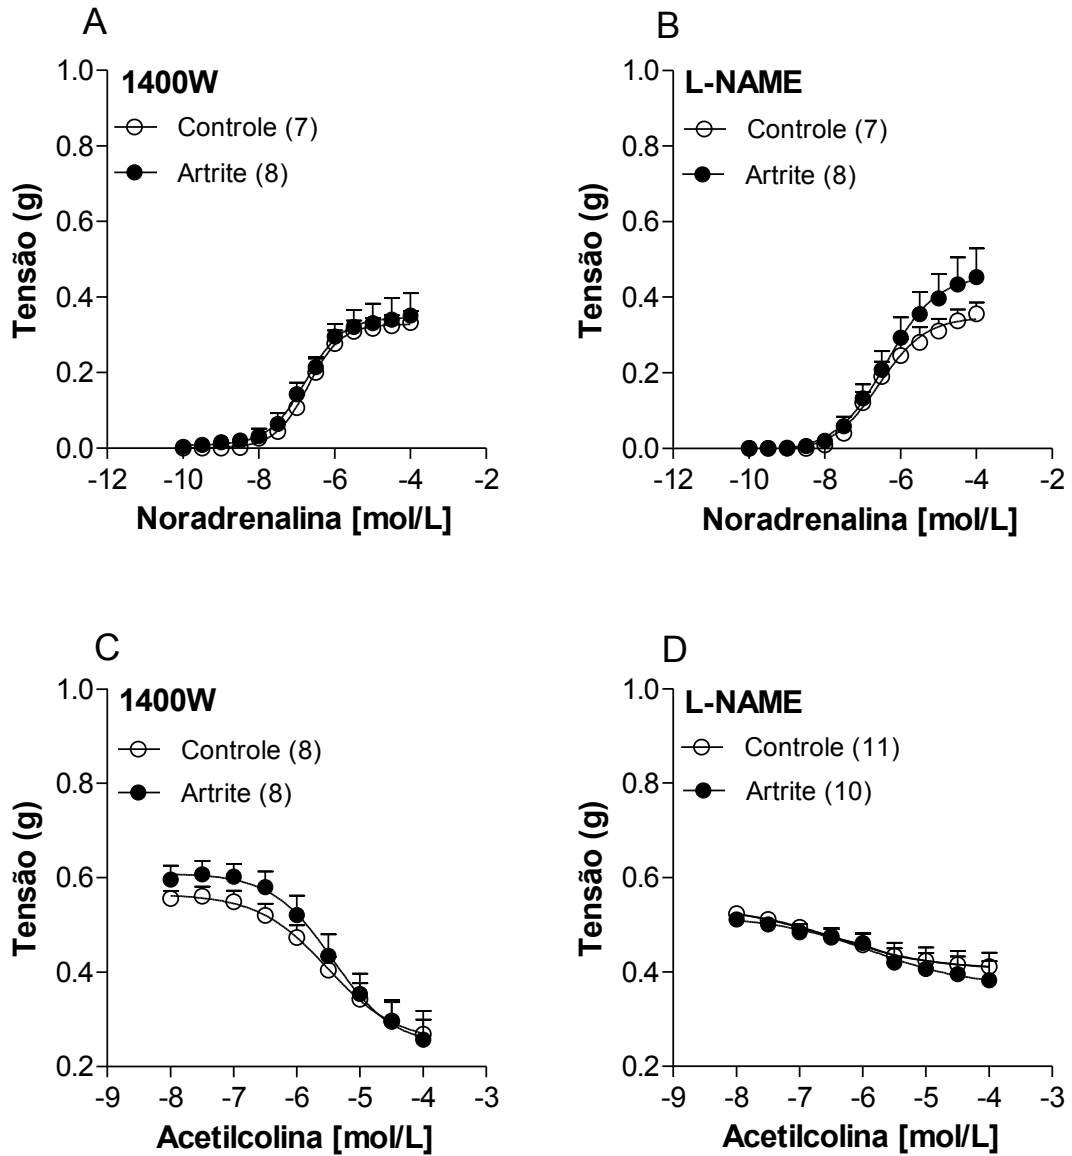 A
1400W
Controle (7)
Artrite (8)
Tensão (g)
1.0
0.8
0.6
0.4
0.2
0.0
-10 -8 -6 -4 -2
Noradrenalina [mol/L]
B
L-NAME
Controle (7)
Artrite (8)
Tensão (g)
1.0
0.8
0.6
0.4
0.2
0.0
-12 -10 -8 -6 -4 -2
Noradrenalina [mol/L]
C
1400W
Controle (8)
Artrite (8)
Tensão (g)
1.0
0.8
0.6
0.4
0.2
-9 -8 -7 -6 -5 -4 -3
Acetilcolina [mol/L]
D
L-NAME
Controle (11)
Artrite (10)
Tensão (g)
1.0
0.8
0.6
0.4
0.2
-9 -8 -7 -6 -5 -4 -3
Acetilcolina [mol/L]